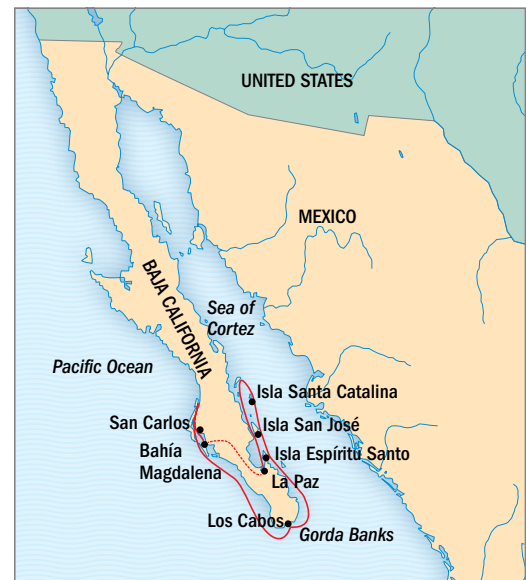 UNITED STATES
MEXICO
BAJA CALIFORNIA
Sea of
Cortez
Pacific Ocean
Isla Santa Catalina
San Carlos
Isla San José
Bahía
Magdalena
Isla Espíritu Santo
La Paz
Los Cabos
Gorda Banks